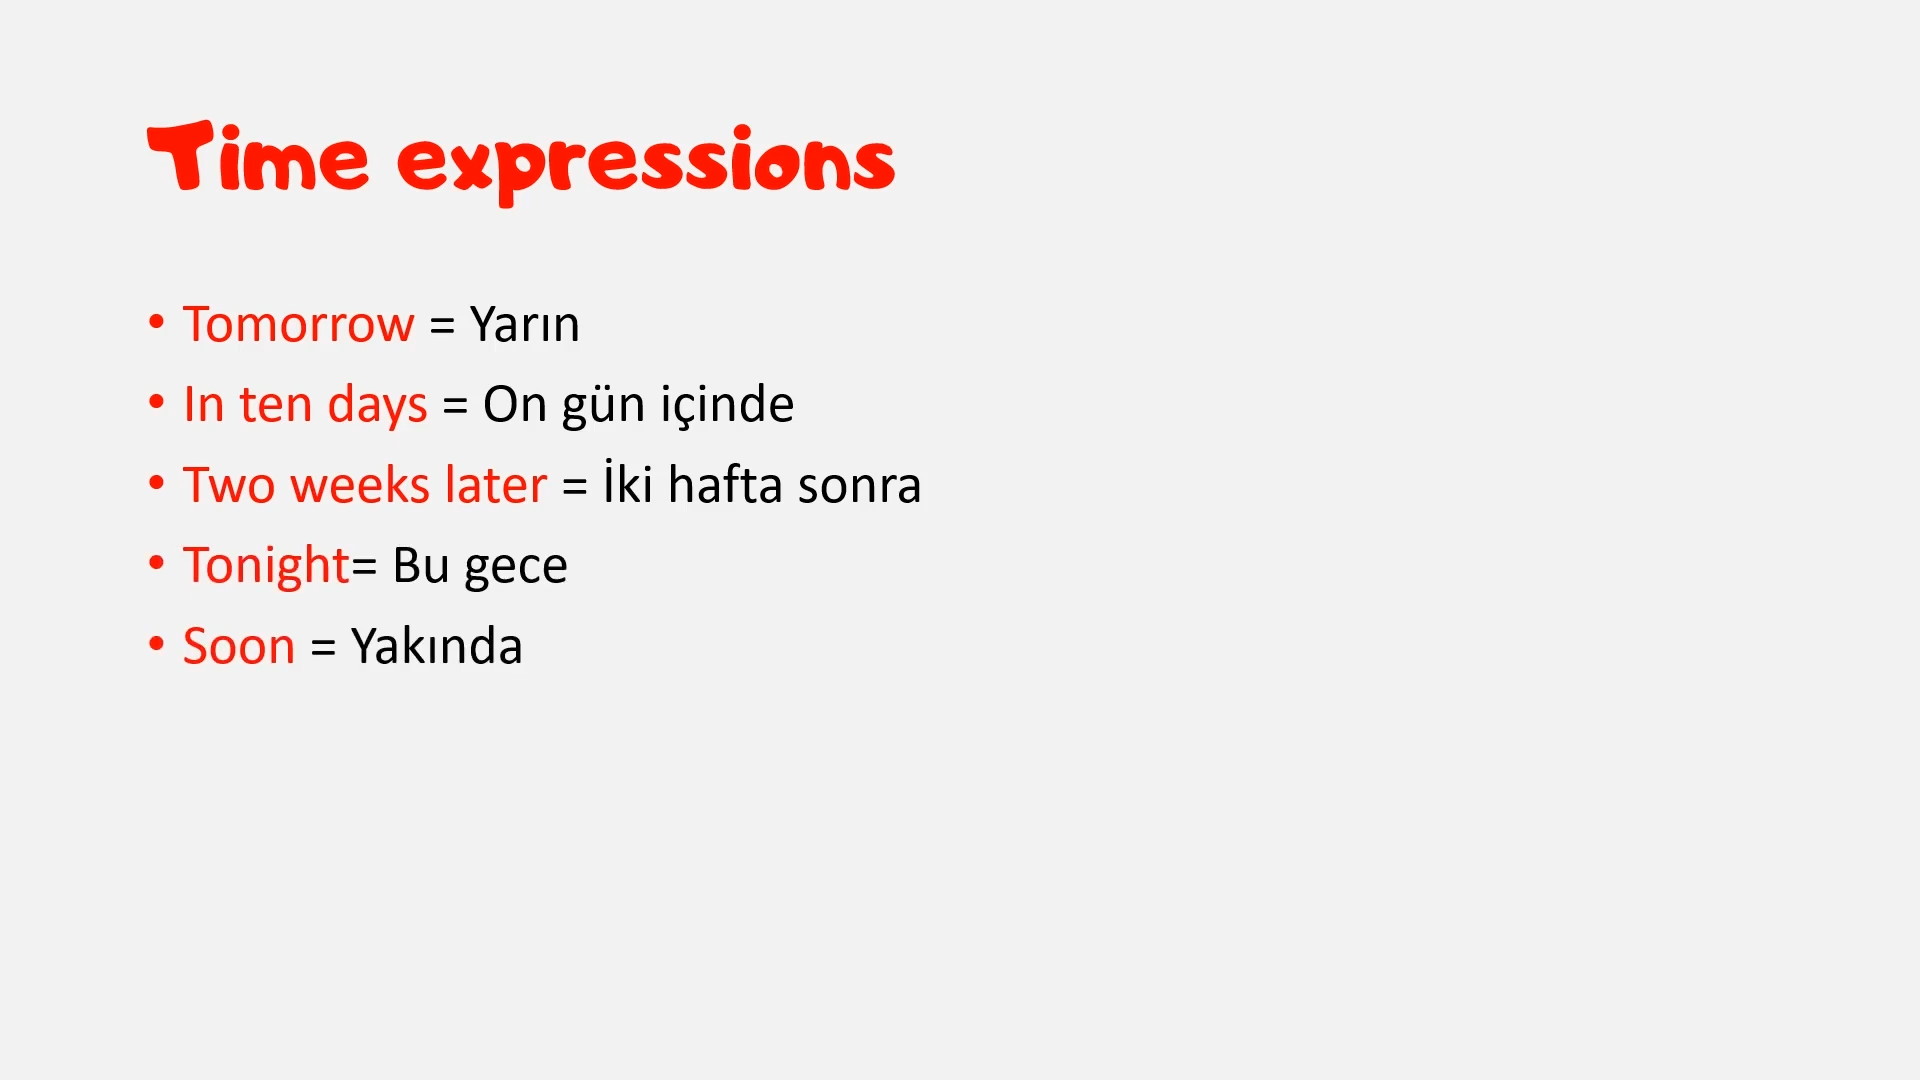 Time expressions
• Tomorrow = Yarın
• In ten days = On gün içinde
• Two weeks later = İki hafta sonra
• Tonight= Bu gece
• Soon = Yakında